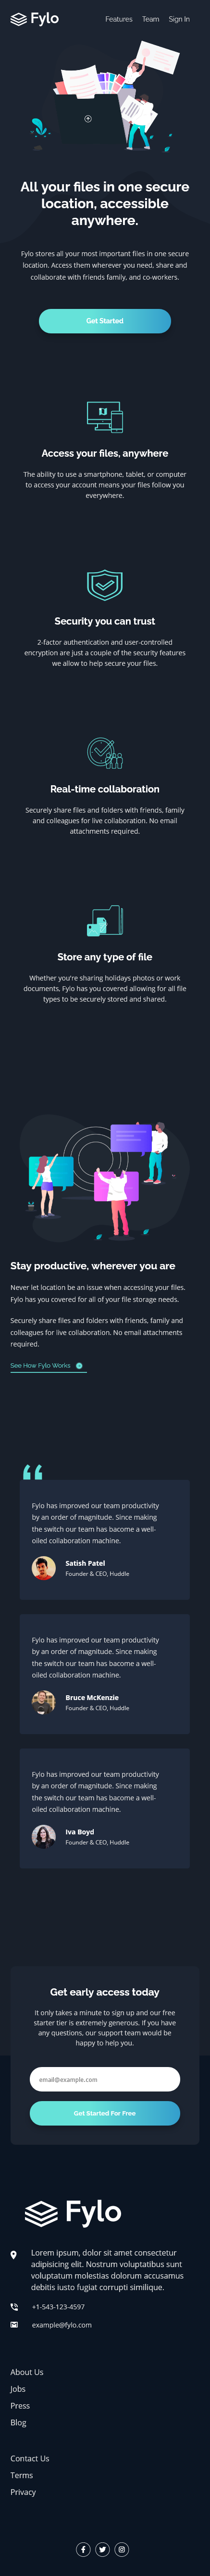 Fylo
Features Team Sign In
All your files in one secure
location, accessible
anywhere.
Fylo stores all your most important files in one secure
location. Access them wherever you need, share and
collaborate with friends family, and co-workers.
Get Started
Access your files, anywhere
The ability to use a smartphone, tablet, or computer
to access your account means your files follow you
everywhere.
Security you can trust
2-factor authentication and user-controlled
encryption are just a couple of the security features
we allow to help secure your files.
Real-time collaboration
Securely share files and folders with friends, family
and colleagues for live collaboration. No email
attachments required.
Store any type of file
Whether you're sharing holidays photos or work
documents, Fylo has you covered allowing for all file
types to be securely stored and shared.
Stay productive, wherever you are
Never let location be an issue when accessing your files.
Fylo has you covered for all of your file storage needs.
Securely share files and folders with friends, family and
colleagues for live collaboration. No email attachments
required.
See How Fylo Works
Fylo has improved our team productivity
by an order of magnitude. Since making
the switch our team has become a well-
oiled collaboration machine.
Satish Patel
Founder & CEO, Huddle
Fylo has improved our team productivity
by an order of magnitude. Since making
the switch our team has become a well-
oiled collaboration machine.
Bruce McKenzie
Founder & CEO, Huddle
Fylo has improved our team productivity
by an order of magnitude. Since making
the switch our team has become a well-
oiled collaboration machine.
Iva Boyd
Founder & CEO, Huddle
Get early access today
It only takes a minute to sign up and our free
starter tier is extremely generous. If you have
any questions, our support team would be
happy to help you.
email@example.com
Get Started For Free
Fylo
Lorem ipsum, dolor sit amet consectetur
adipisicing elit. Nostrum voluptatibus sunt
voluptatum molestias dolorum accusamus
debitis iusto fugiat corrupti similique.
+1-543-123-4597
example@fylo.com
About Us
Jobs
Press
Blog
Contact Us
Terms
Privacy